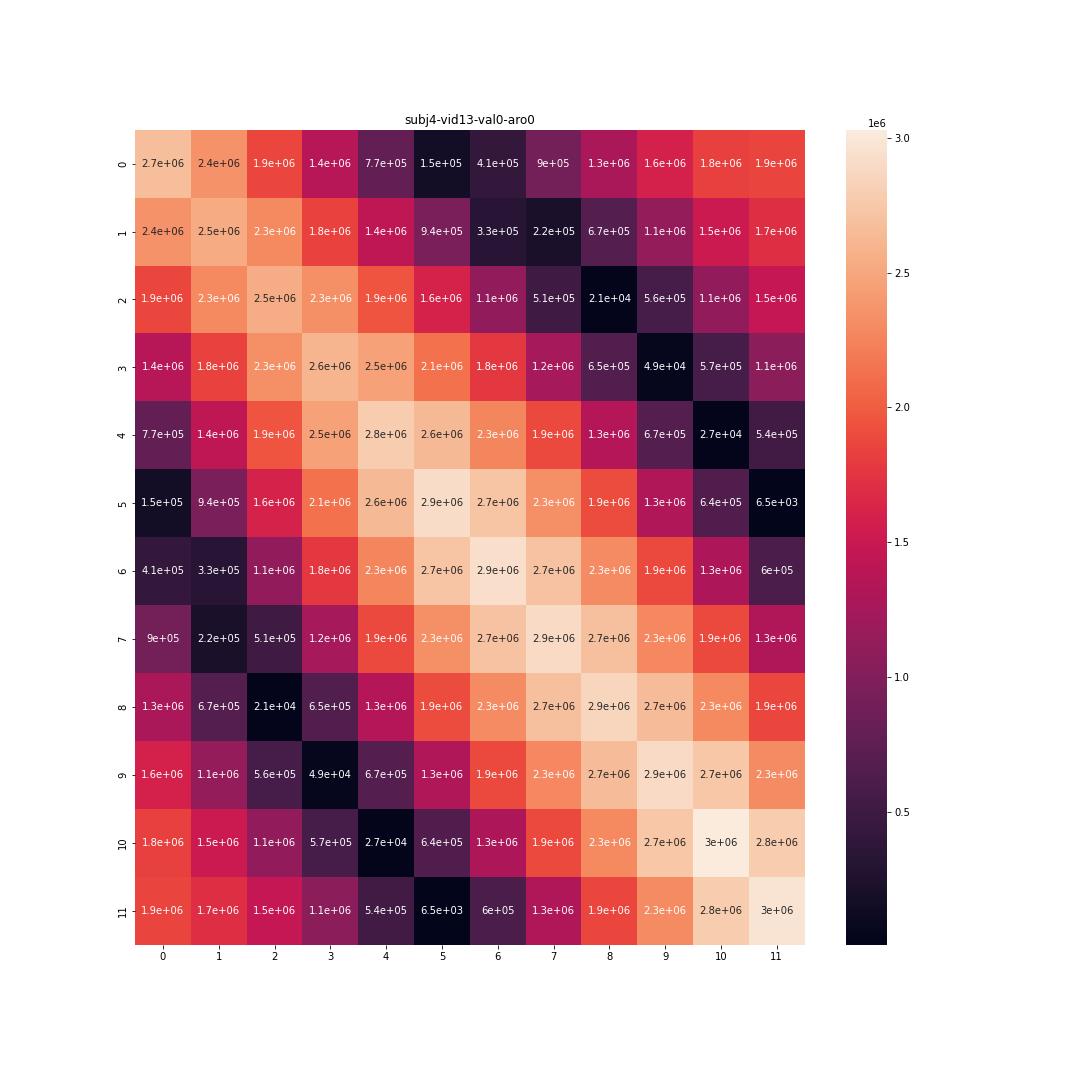 subj4-vid13-val0-aro0
1e6
0 2.7e+06 2.4e+06 1.9e+06 1.4e+06 7.7e+05 1.5e+05 4.1e+05 9e+05 1.3e+06 1.6e+06 1.8e+06 1.9e+06
1 2.4e+06 2.5e+06 2.3e+06 1.8e+06 1.4e+06 9.4e+05 3.3e+05 2.2e+05 6.7e+05 1.1e+06 1.5e+06 1.7e+06
2 1.9e+06 2.3e+06 2.5e+06 2.3e+06 1.9e+06 1.6e+06 1.1e+06 5.1e+05 2.1e+04 5.6e+05 1.1e+06 1.5e+06
3 1.4e+06 1.8e+06 2.3e+06 2.6e+06 2.5e+06 2.1e+06 1.8e+06 1.2e+06 6.5e+05 4.9e+04 5.7e+05 1.1e+06
4 7.7e+05 1.4e+06 1.9e+06 2.5e+06 2.8e+06 2.6e+06 2.3e+06 1.9e+06 1.3e+06 6.7e+05 2.7e+04 5.4e+05
5 1.5e+05 9.4e+05 1.6e+06 2.1e+06 2.6e+06 2.9e+06 2.7e+06 2.3e+06 1.9e+06 1.3e+06 6.4e+05 6.5e+03
6 4.1e+05 3.3e+05 1.1e+06 1.8e+06 2.3e+06 2.7e+06 2.9e+06 2.7e+06 2.3e+06 1.9e+06 1.3e+06 6e+05
7 9e+05 2.2e+05 5.1e+05 1.2e+06 1.9e+06 2.3e+06 2.7e+06 2.9e+06 2.7e+06 2.3e+06 1.9e+06 1.3e+06
8 1.3e+06 6.7e+05 2.1e+04 6.5e+05 1.3e+06 1.9e+06 2.3e+06 2.7e+06 2.9e+06 2.7e+06 2.3e+06 1.9e+06
9 1.6e+06 1.1e+06 5.6e+05 4.9e+04 6.7e+05 1.3e+06 1.9e+06 2.3e+06 2.7e+06 2.9e+06 2.7e+06 2.3e+06
10 1.8e+06 1.5e+06 1.1e+06 5.7e+05 2.7e+04 6.4e+05 1.3e+06 1.9e+06 2.3e+06 2.7e+06 3e+06 2.8e+06
11 1.9e+06 1.7e+06 1.5e+06 1.1e+06 5.4e+05 6.5e+03 6e+05 1.3e+06 1.9e+06 2.3e+06 2.8e+06 3e+06
0 1 2 3 4 5 6 7 8 9 10 11
3.0
2.5
2.0
1.5
1.0
0.5